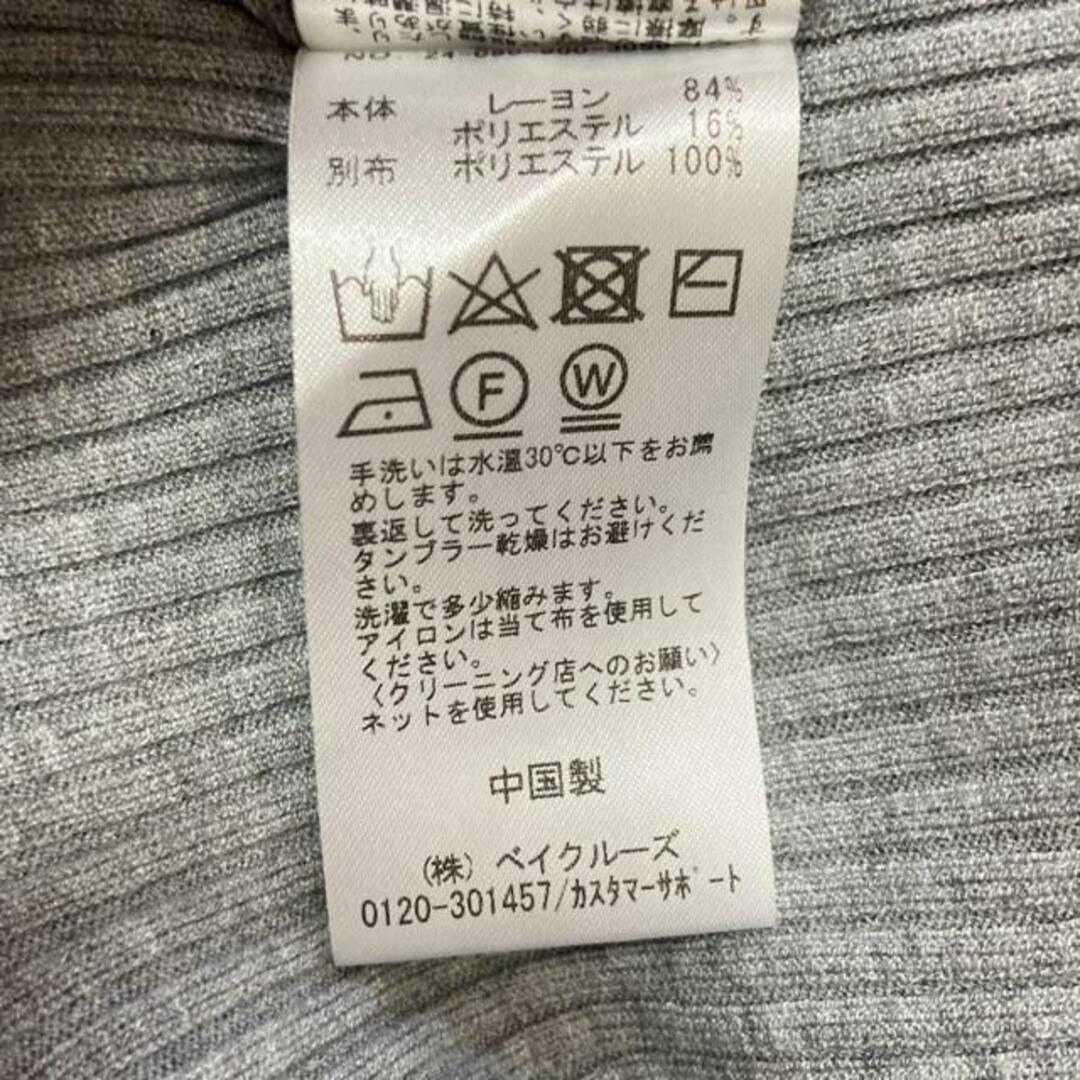 本体 レーヨン 84%
ポリエステル 16%
別布 ポリエステル 100%
F W
手洗いは水温30℃以下をお薦
めします。
裏返して洗ってください。
タンブラー乾燥はお避けくだ
さい。
洗濯で多少縮みます。
アイロンは当て布を使用して
ください。
〈クリーニング店へのお願い〉
ネットを使用してください。
中国製
(株) ベイクルーズ
0120-301457/カスタマーサポート